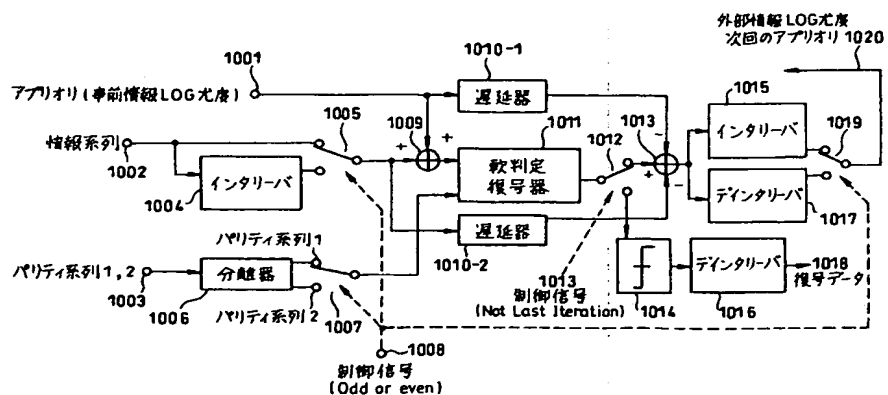 外部情報LOG尤度
次回のアプリオリ 1020
1001
1010-1
アプリオリ(事前情報LOG尤度)
遅延器
1015
1005
1009
1011
1012
1013
インタリーバ
1019
情報系列
1002
+
+
軟判定
復号器
-
+
-
インタリーバ
1004
デインタリーバ
1017
遅延器
1010-2
パリティ系列1
パリティ系列1,2
1003
分離器
1006
パリティ系列2
1007
1013
制御信号
(Not Last Iteration)
1014
デインタリーバ
1016
1018
復号データ
1008
制御信号
(Odd or even)